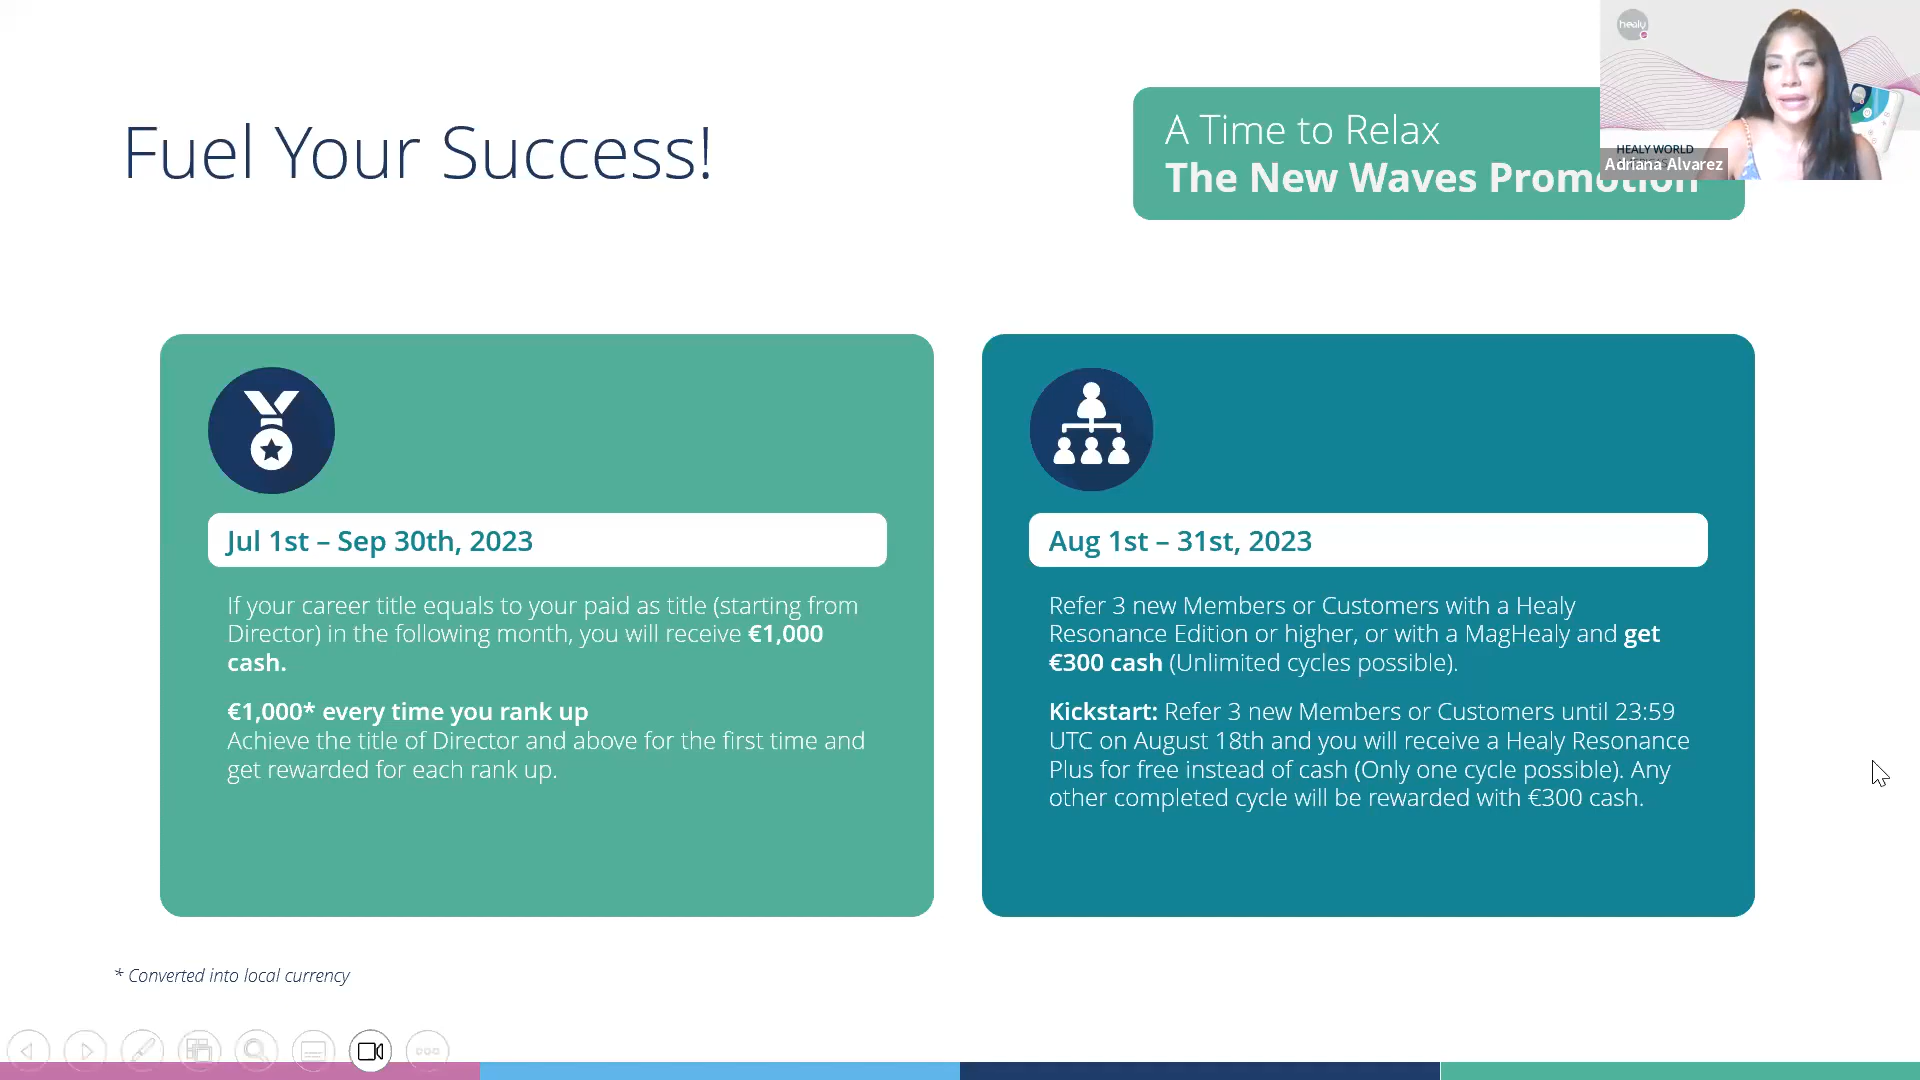 healy
Fuel Your Success!
A Time to Relax
The New Waves Promotion
HEALY WORLD
Adriana Alvarez
Jul 1st – Sep 30th, 2023
If your career title equals to your paid as title (starting from
Director) in the following month, you will receive €1,000
cash.
€1,000* every time you rank up
Achieve the title of Director and above for the first time and
get rewarded for each rank up.
Aug 1st – 31st, 2023
Refer 3 new Members or Customers with a Healy
Resonance Edition or higher, or with a MagHealy and get
€300 cash (Unlimited cycles possible).
Kickstart: Refer 3 new Members or Customers until 23:59
UTC on August 18th and you will receive a Healy Resonance
Plus for free instead of cash (Only one cycle possible). Any
other completed cycle will be rewarded with €300 cash.
* Converted into local currency